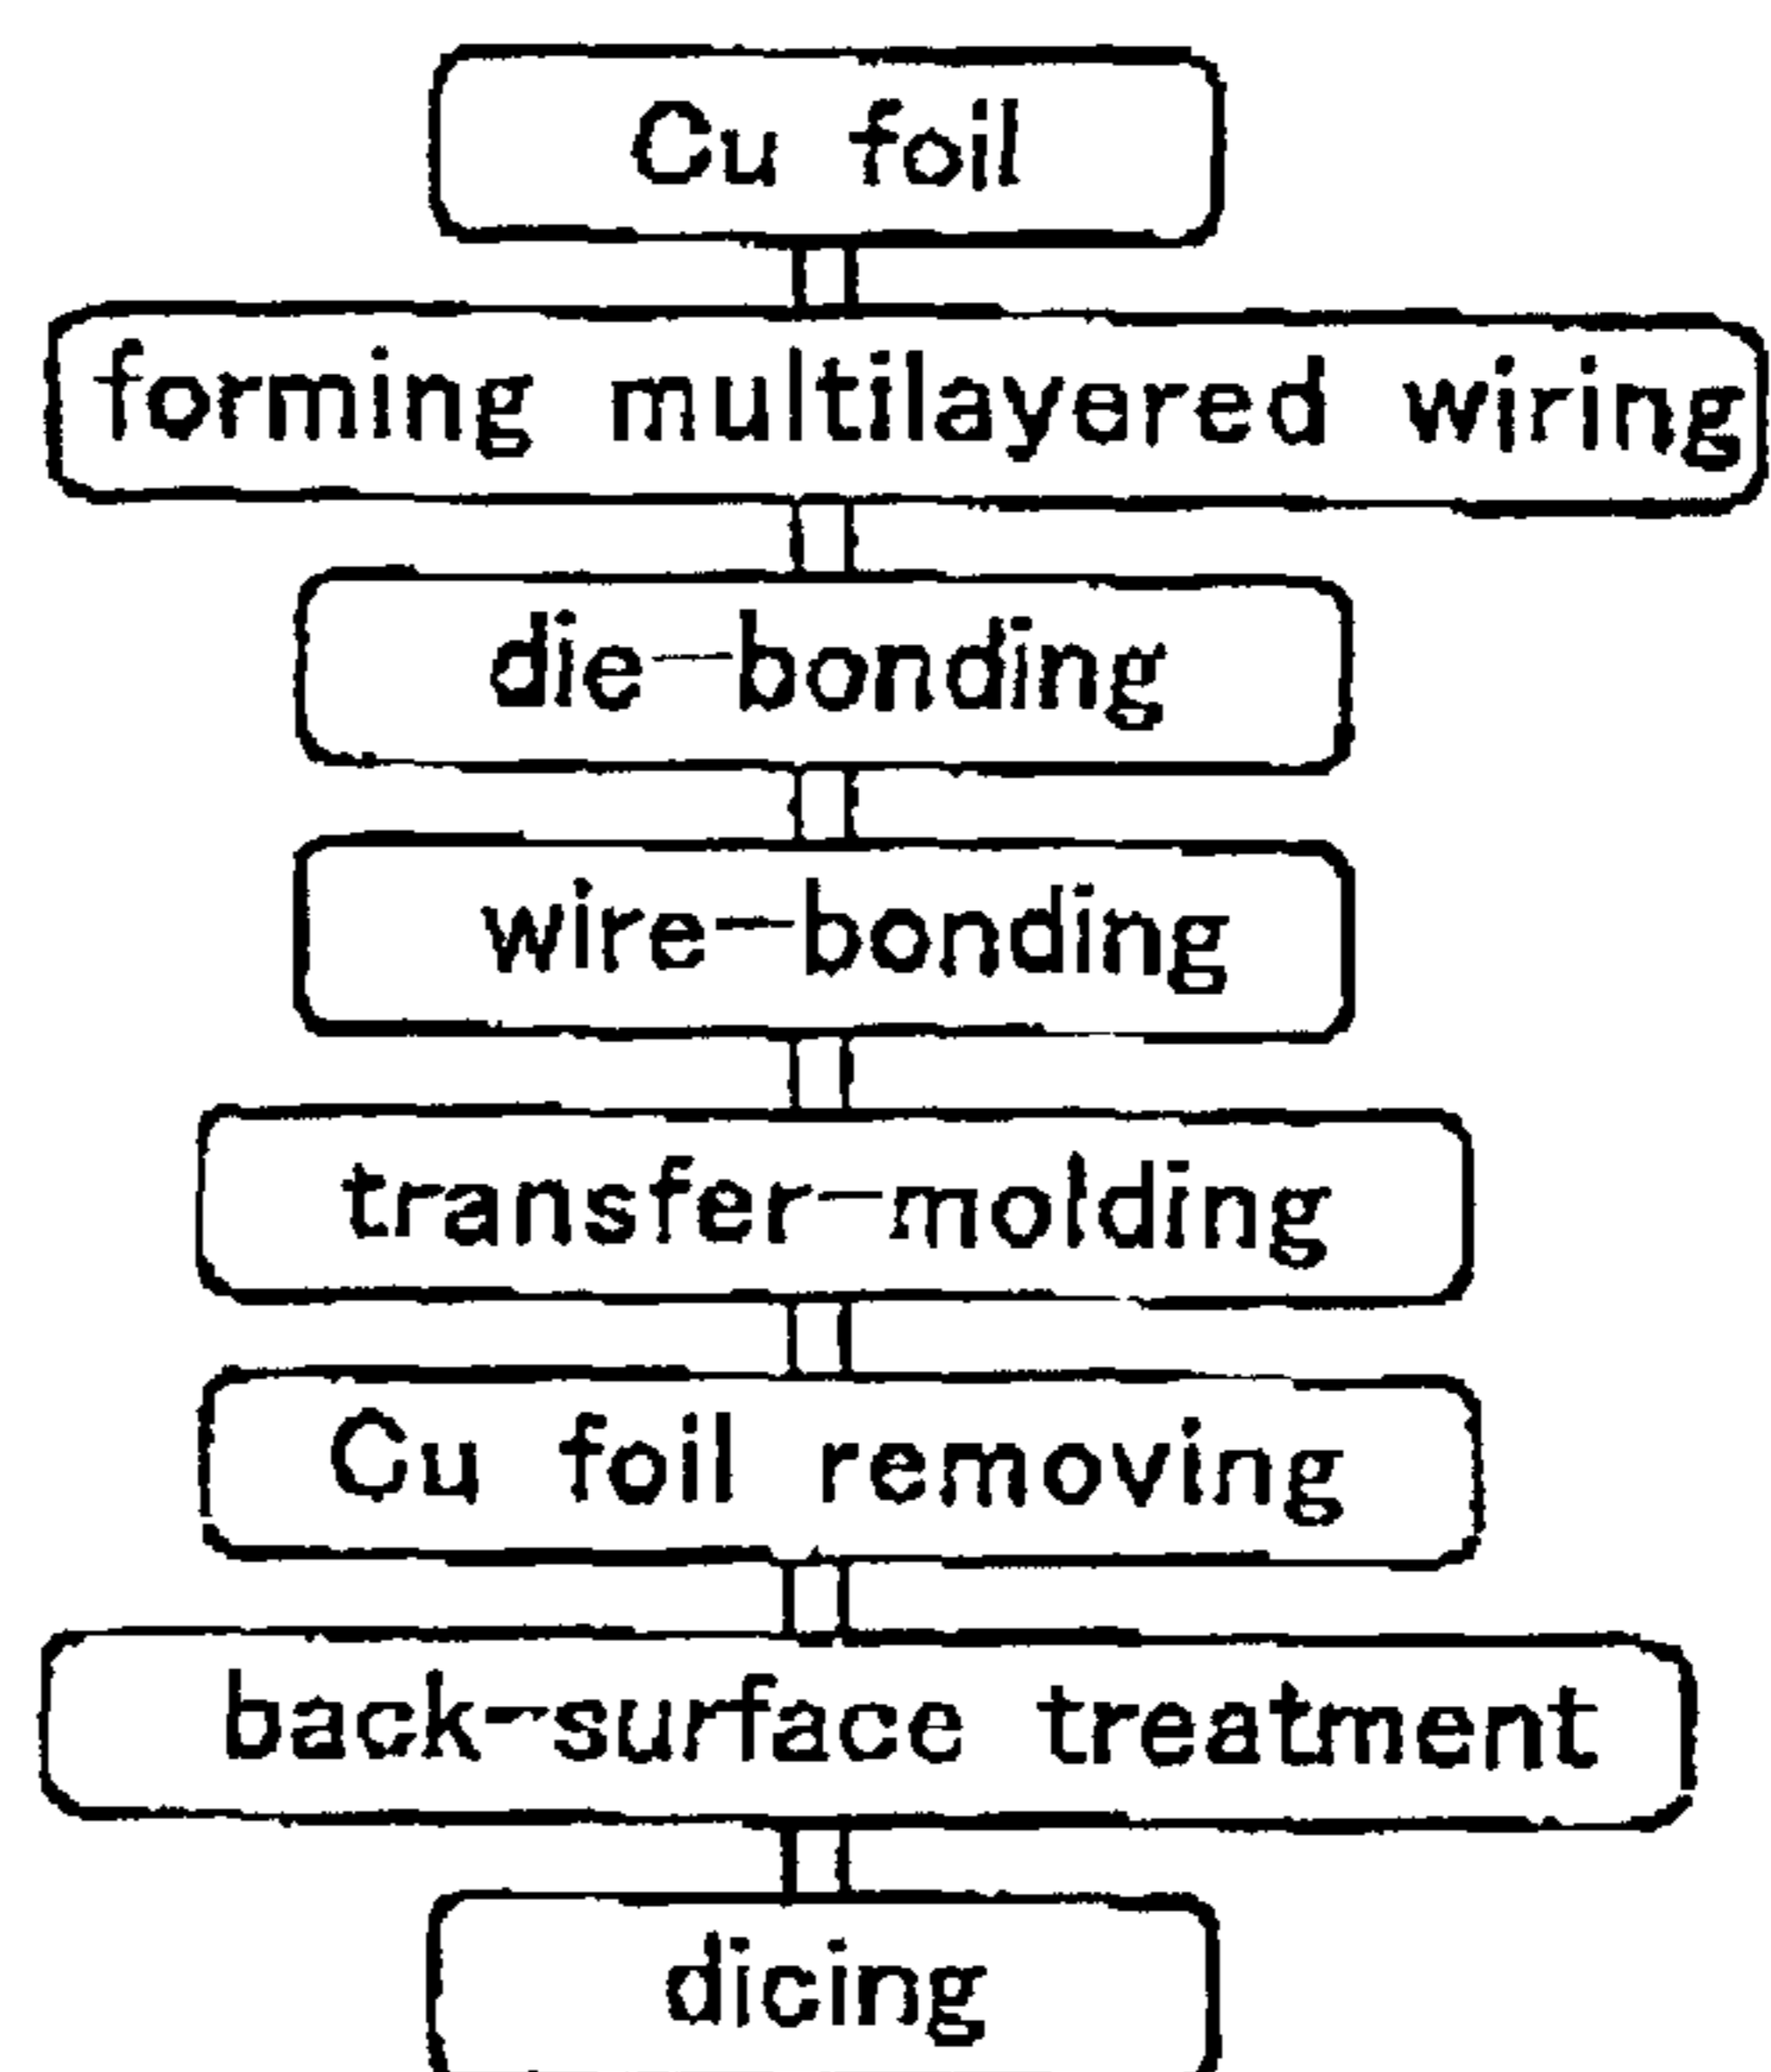 Cu foil
forming multilayered wiring
die-bonding
wire-bonding
transfer-molding
Cu foil removing
back-surface treatment
dicing